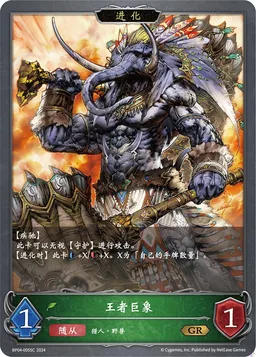 进化
【疾驰】
此卡可以无视【守护】进行攻击。
【进化时】此卡+X/+X。X为「自己的手牌数量」。
王者巨象
1
随从
猎人·野兽
GR
1
BP04-005SC 2024
© Cygames, Inc. Published by NetEase Games